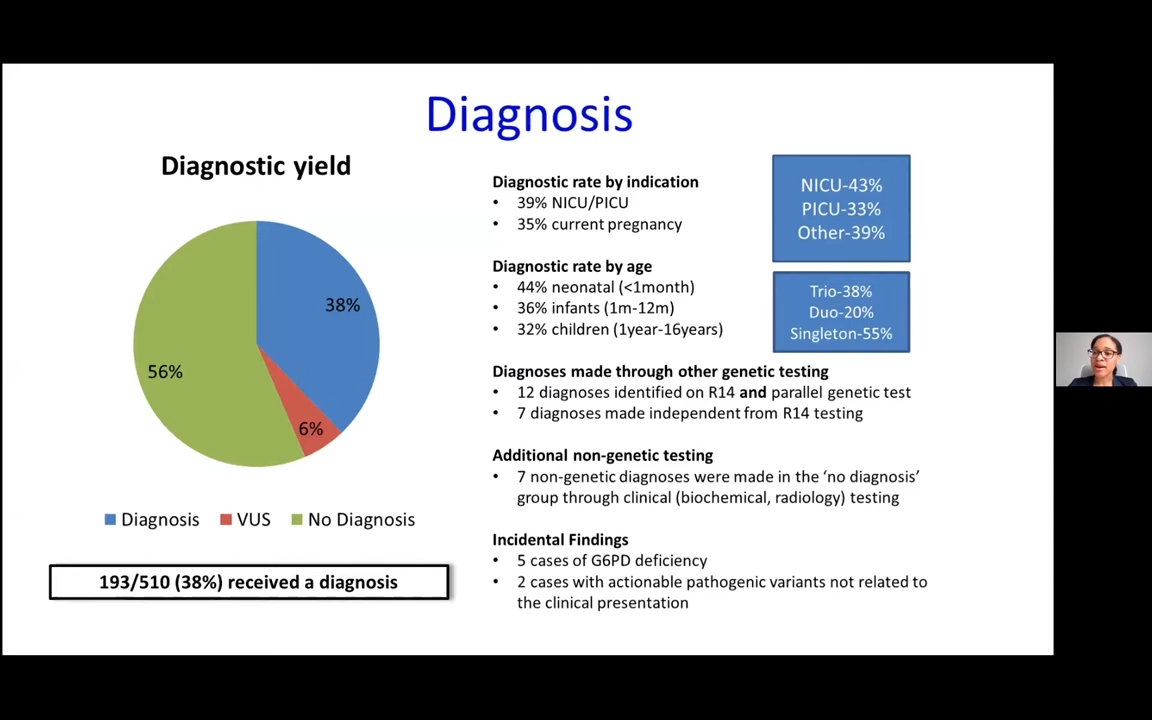 Diagnosis
Diagnostic yield
38%
56%
6%
Diagnosis
VUS
No Diagnosis
193/510 (38%) received a diagnosis
Diagnostic rate by indication
• 39% NICU/PICU
• 35% current pregnancy
Diagnostic rate by age
• 44% neonatal (<1month)
• 36% infants (1m-12m)
• 32% children (1year-16years)
Diagnoses made through other genetic testing
• 12 diagnoses identified on R14 and parallel genetic test
• 7 diagnoses made independent from R14 testing
Additional non-genetic testing
• 7 non-genetic diagnoses were made in the ‘no diagnosis’
group through clinical (biochemical, radiology) testing
Incidental Findings
• 5 cases of G6PD deficiency
• 2 cases with actionable pathogenic variants not related to
the clinical presentation
NICU-43%
PICU-33%
Other-39%
Trio-38%
Duo-20%
Singleton-55%